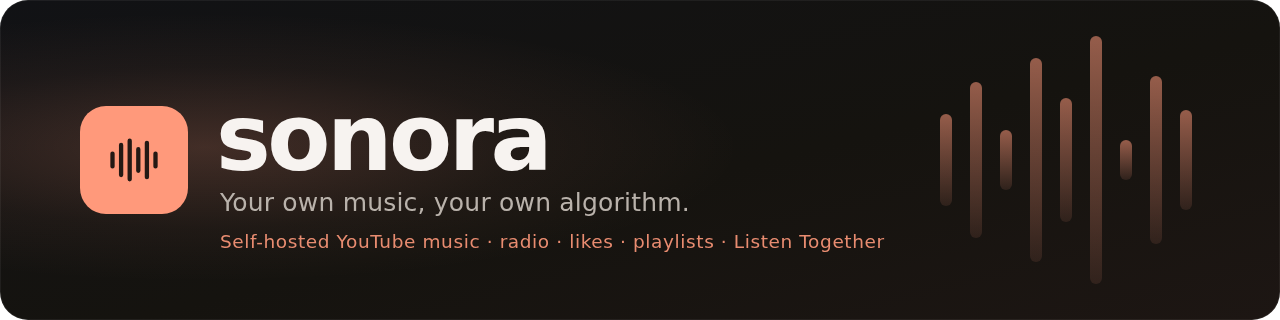 sonora
Your own music, your own algorithm.
Self-hosted YouTube music · radio · likes · playlists · Listen Together